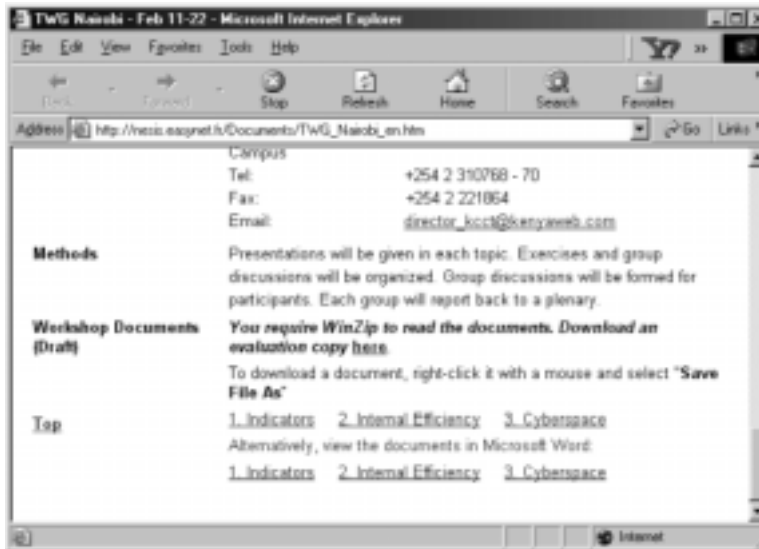 TWG Nairobi - Feb 11-22 - Microsoft Internet Explorer
File Edit View Favorites Tools Help
Back Forward Stop Refresh Home Search Favorites
Address http://nesis.easynet.fr/Documents/TWG_Nairobi_en.htm Go Links
Campus
Tel: +254 2 310768 - 70
Fax: +254 2 221864
Email: director_kcct@kenyaweb.com
Methods Presentations will be given in each topic. Exercises and group
discussions will be organized. Group discussions will be formed for
participants. Each group will report back to a plenary.
Workshop Documents You require WinZip to read the documents. Download an
(Draft) evaluation copy here.
To download a document, right-click it with a mouse and select "Save
File As"
Top 1. Indicators 2. Internal Efficiency 3. Cyberspace
Alternatively, view the documents in Microsoft Word:
1. Indicators 2. Internal Efficiency 3. Cyberspace
Internet